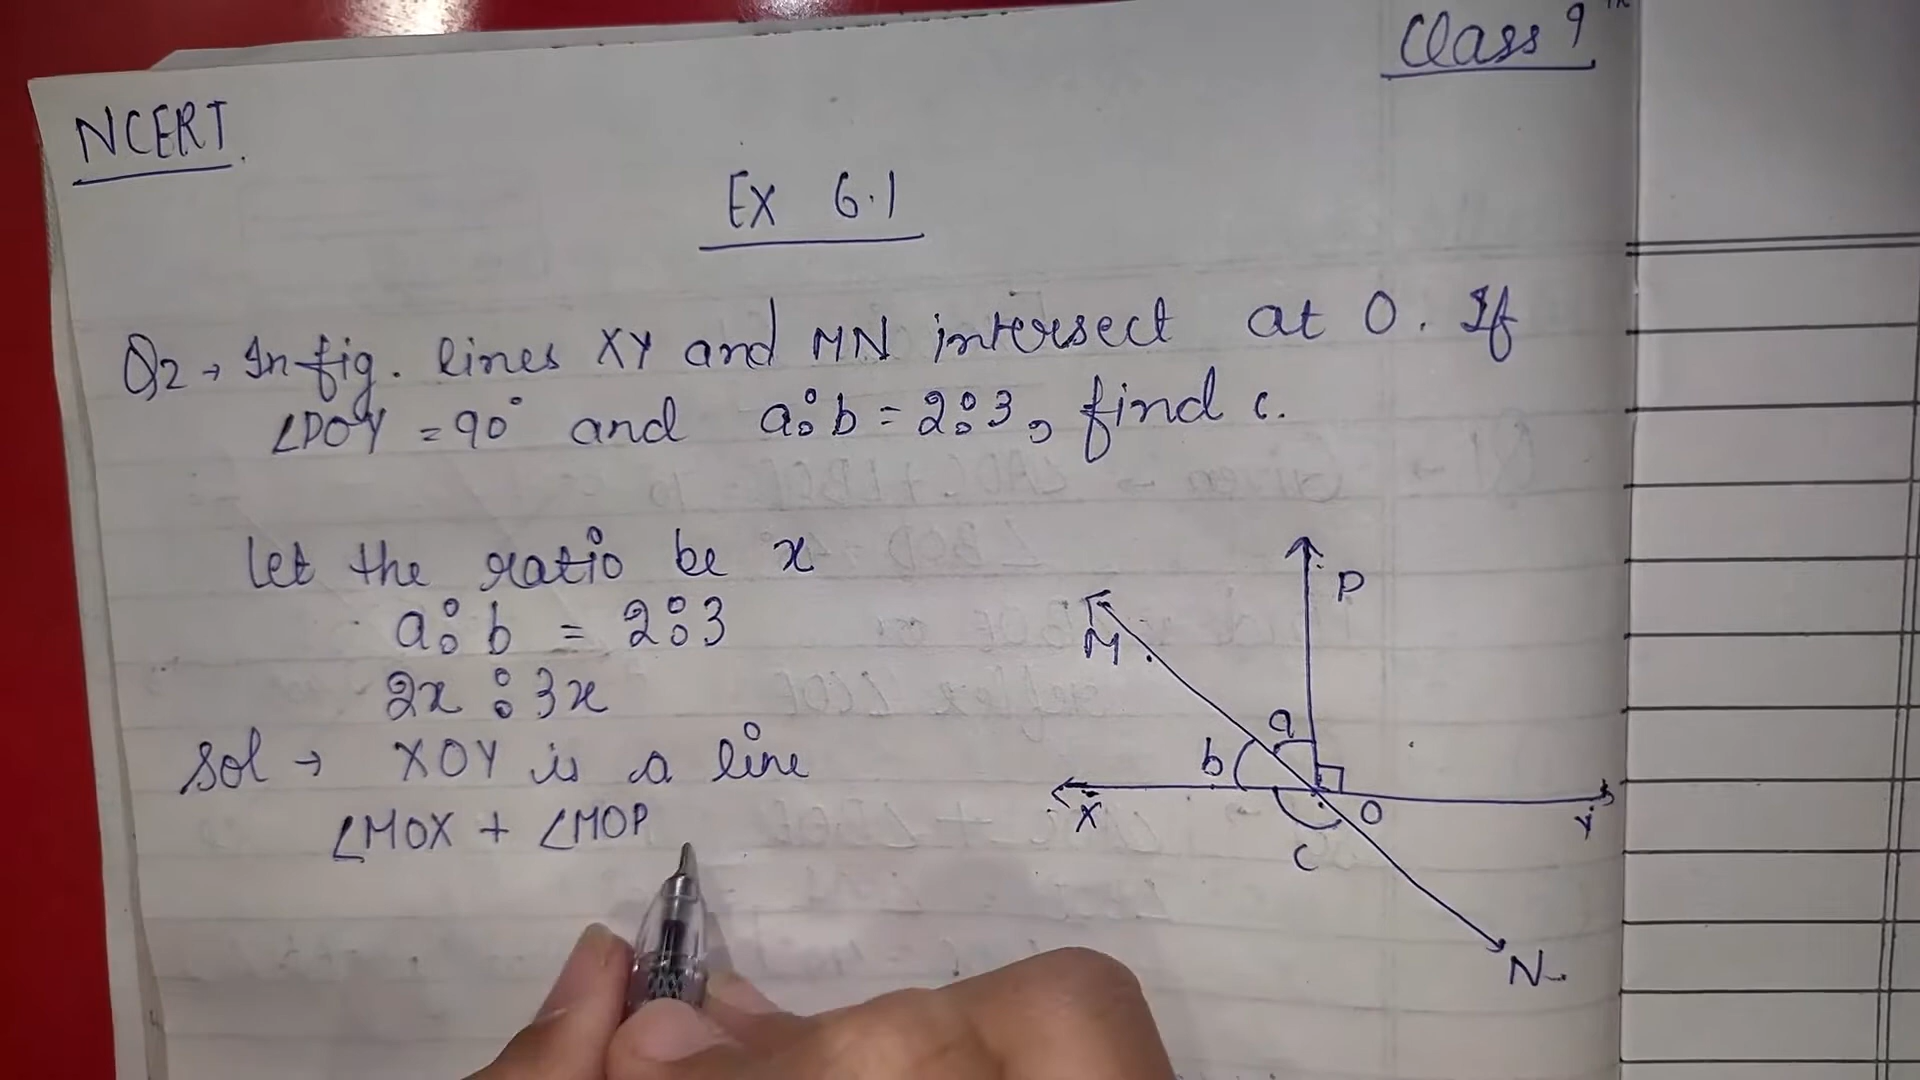 Class 9th
NCERT.
Ex 6.1
Q2→ In fig. lines XY and MN intersect at O. If
∠POY = 90° and a:b = 2:3, find c.
let the ratio be x
a:b = 2:3
2x : 3x
Sol → XOY is a line
∠MOX + ∠MOP
P
M
a
b
X
O
Y
C
N